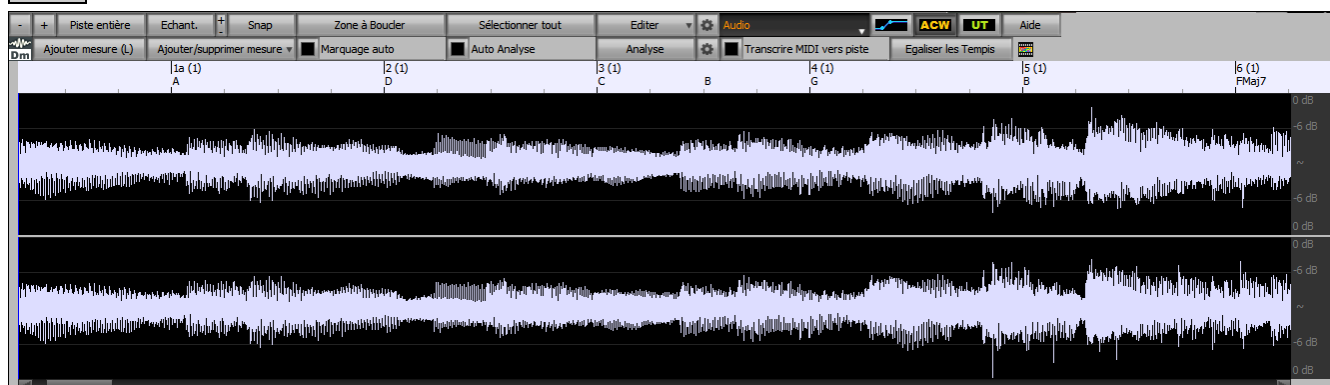 - + Piste entière Echant. + - Snap Zone à Boucler Sélectionner tout Editer Audio ACW UT Aide
Dm Ajouter mesure (L) Ajouter/supprimer mesure Marquage auto Auto Analyse Analyse Transcrire MIDI vers piste Egaliser les Tempis
1a (1) 2 (1) 3 (1) 4 (1) 5 (1) 6 (1)
A D C B G B FMaj7
0 dB
-6 dB
~
-6 dB
0 dB
0 dB
-6 dB
~
-6 dB
0 dB